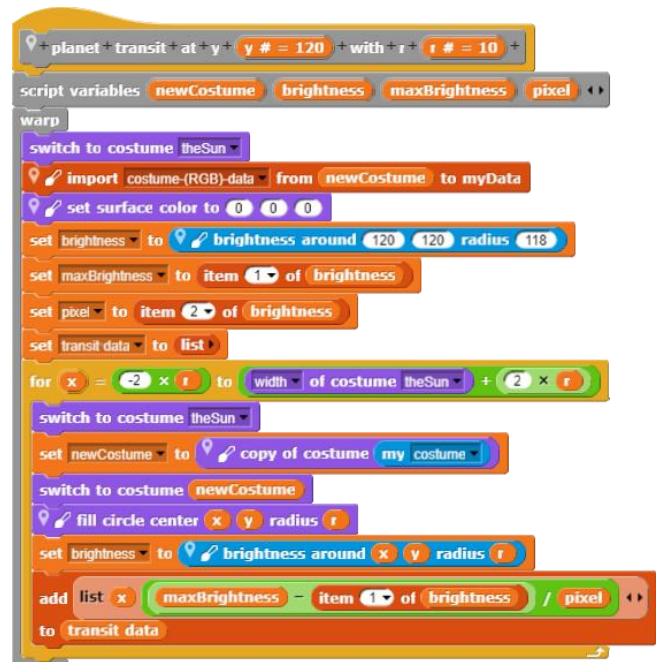 + planet + transit + at + y + y # = 120 + with + r + r # = 10 +
script variables newCostume brightness maxBrightness pixel
warp
switch to costume theSun
import costume-(RGB)-data from newCostume to myData
set surface color to 0 0 0
set brightness to brightness around 120 120 radius 118
set maxBrightness to item 1 of brightness
set pixel to item 2 of brightness
set transit data to list
for x = -2 × r to width of costume theSun + 2 × r
switch to costume theSun
set newCostume to copy of costume my costume
switch to costume newCostume
fill circle center x y radius r
set brightness to brightness around x y radius r
add list x maxBrightness - item 1 of brightness / pixel
to transit data